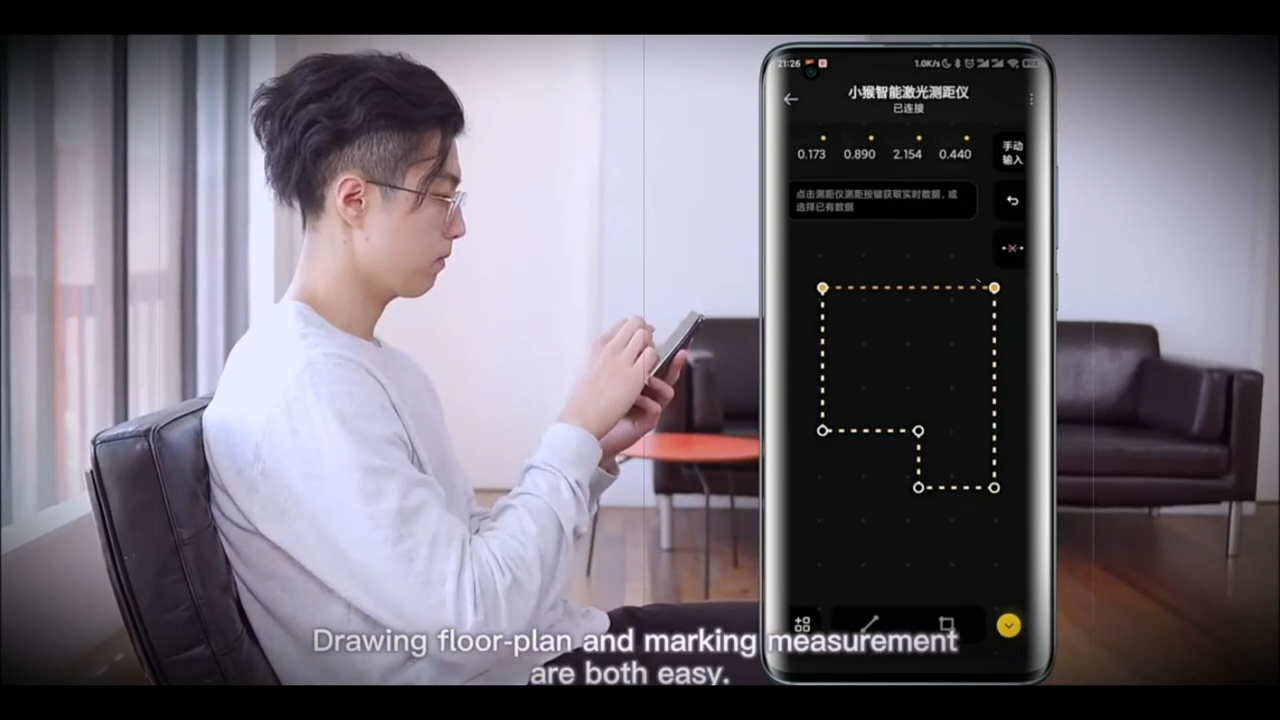 21:26
1.0K/s
小猴智能激光测距仪
已连接
0.173 0.890 2.154 0.440
手动
输入
点击测距仪测距按键获取实时数据，或
选择已有数据
Drawing floor-plan and marking measurement
are both easy.